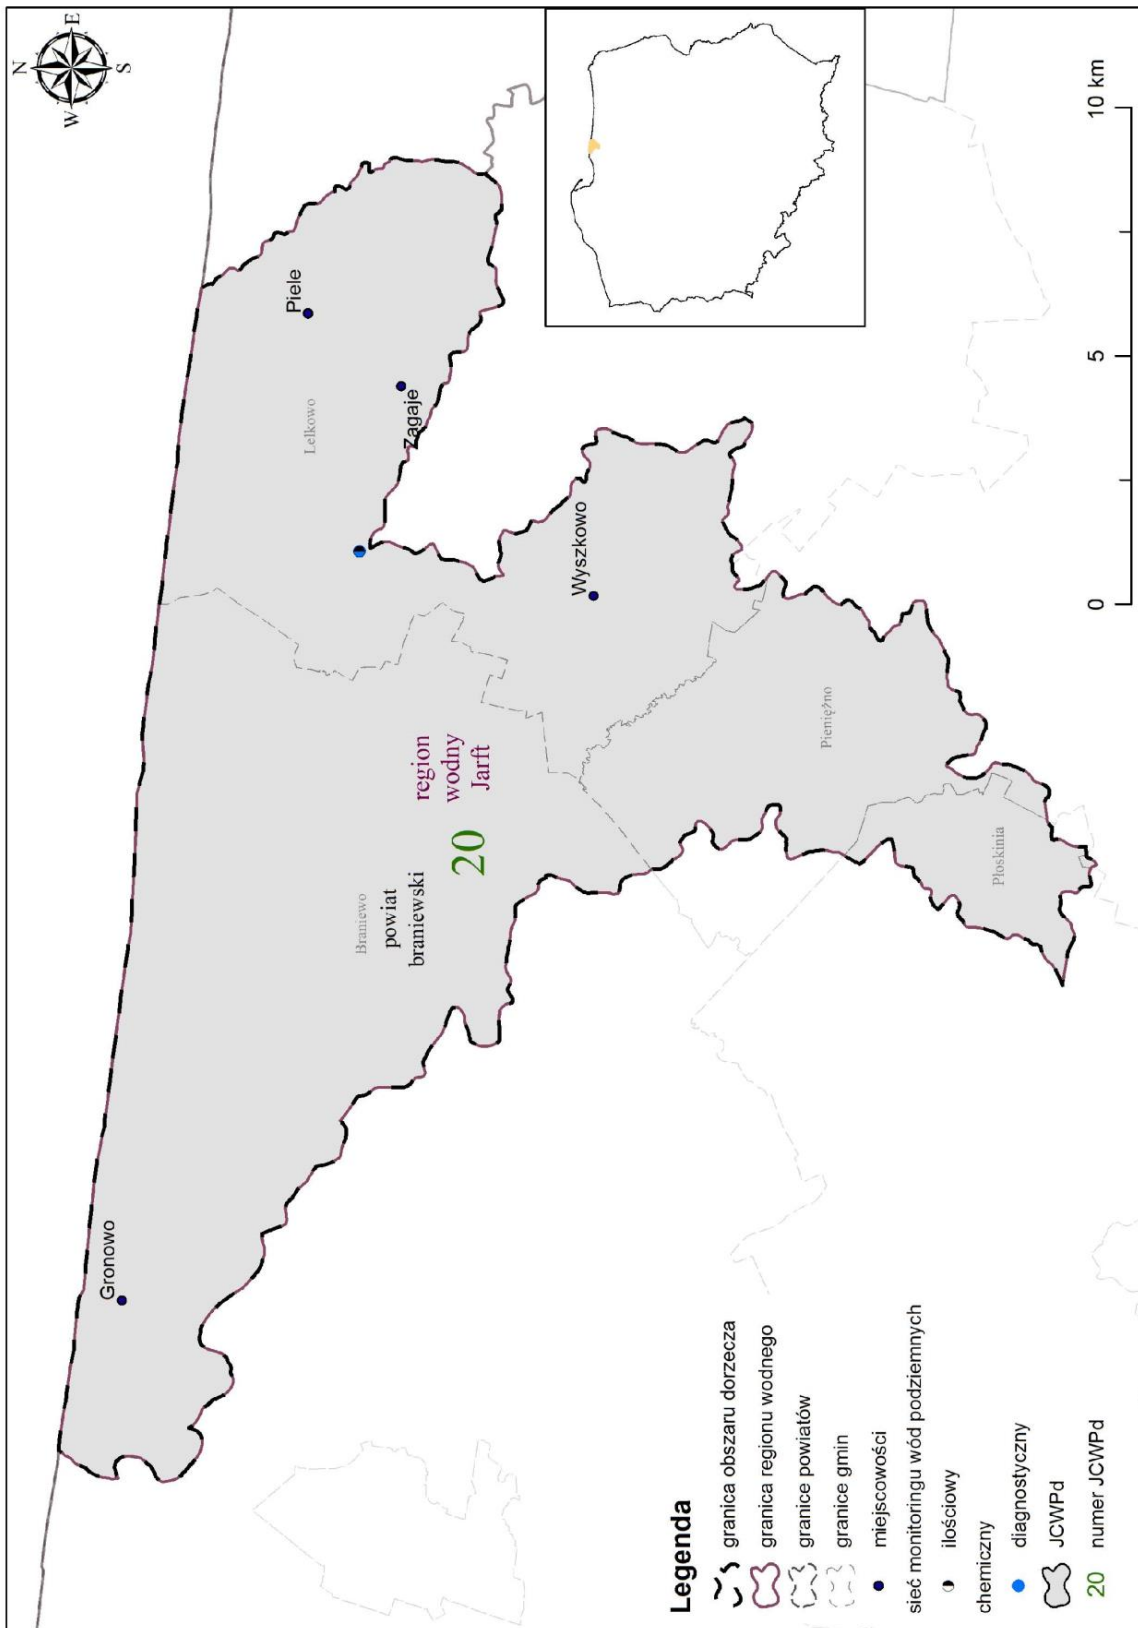 N
E
W
S
Gronowo
Piele
Lelkowo
Zagaje
Braniewo
powiat
braniewski
20
region
wodny
Jarft
Wyszkowo
Pieniężno
Płoskinia
Legenda
granica obszaru dorzecza
granica regionu wodnego
granice powiatów
granice gmin
miejscowości
sieć monitoringu wód podziemnych
ilościowy
chemiczny
diagnostyczny
JCWPd
20 numer JCWPd
0 5 10 km